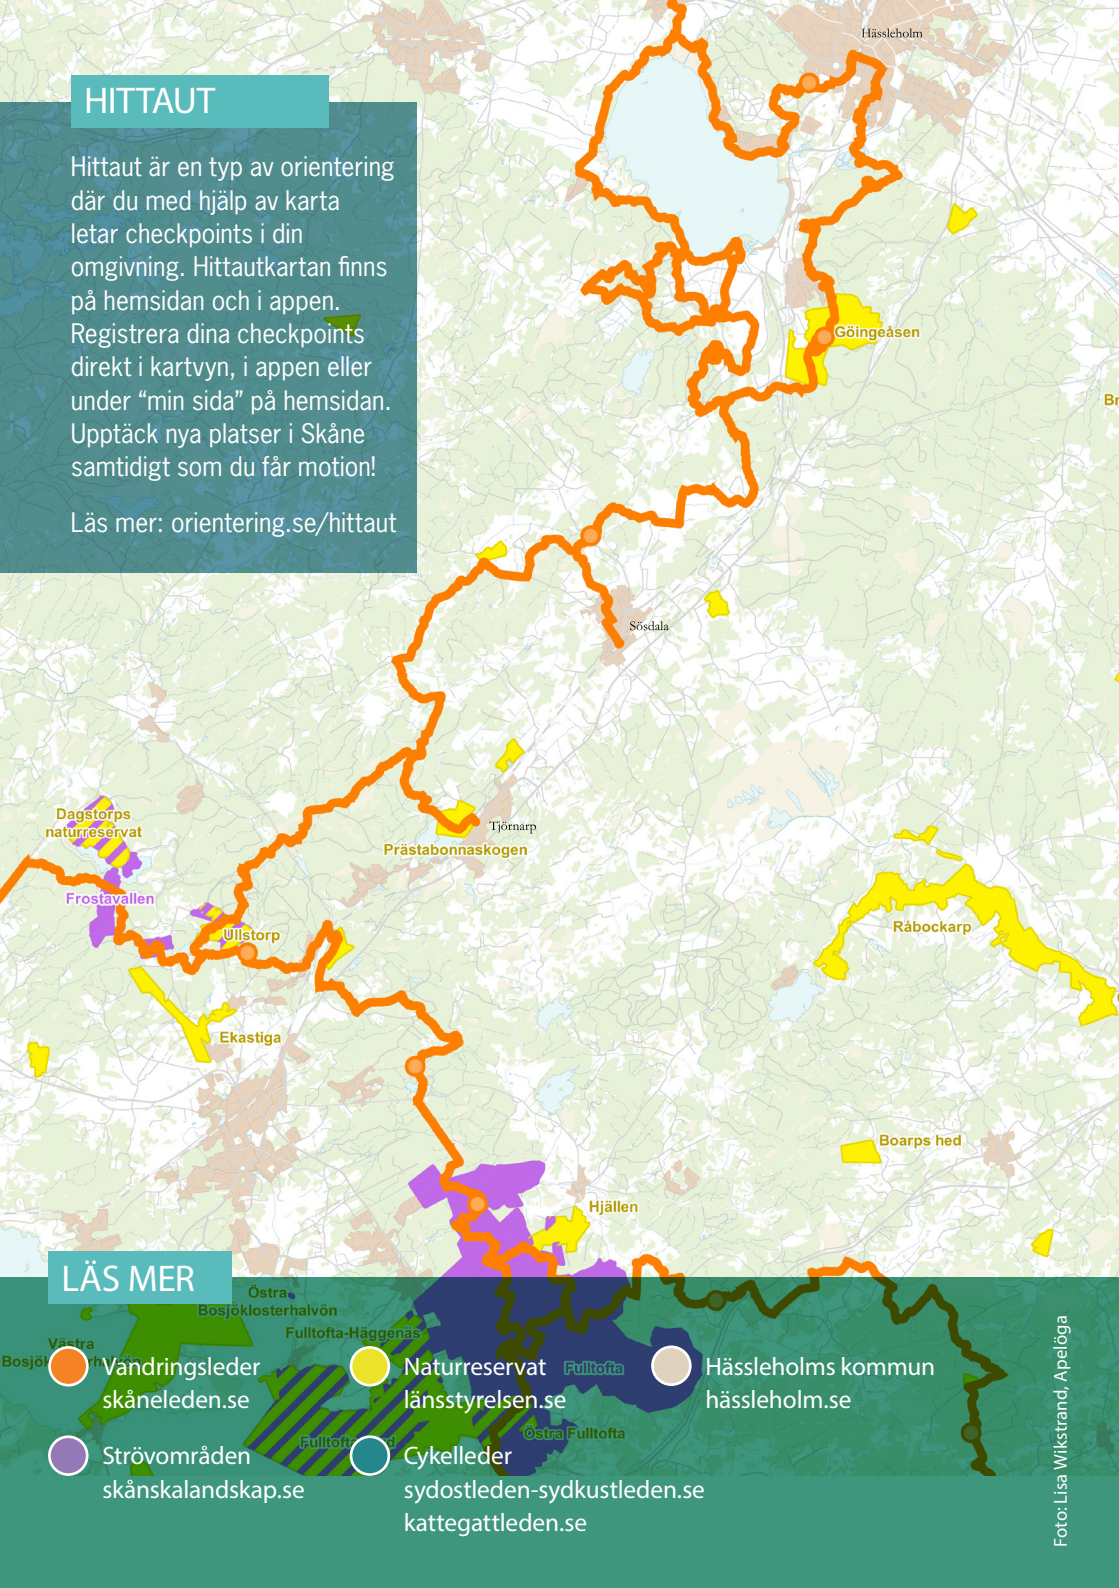 Hässleholm
HITTAUT
Hittaut är en typ av orientering
där du med hjälp av karta
letar checkpoints i din
omgivning. Hittautkartan finns
på hemsidan och i appen.
Registrera dina checkpoints
direkt i kartvyn, i appen eller
under “min sida” på hemsidan.
Upptäck nya platser i Skåne
samtidigt som du får motion!
Läs mer: orientering.se/hittaut
Göingeåsen
Br
Sösdala
Dagstorps
naturreservat
Tjörnarp
Prästabonnaskogen
Frostavallen
Ullstorp
Råbockarp
Ekastiga
Boarps hed
Hjällen
LÄS MER
Östra
Bosjöklosterhalvön
Fulltofta-Häggenäs
Västra
Fulltofta
Östra Fulltofta
Vandringsleder
skåneleden.se
Naturreservat
länsstyrelsen.se
Hässleholms kommun
hässleholm.se
Strövområden
skånskalandskap.se
Cykelleder
sydostleden-sydkustleden.se
kattegattleden.se
Foto: Lisa Wikstrand, Apelöga